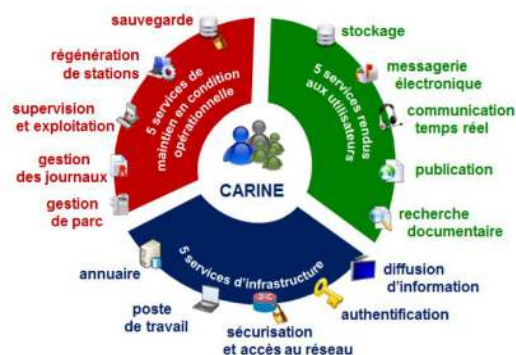 sauvegarde
régénération
de stations
supervision
et exploitation
gestion
des journaux
gestion
de parc
5 services de
maintien en condition
opérationnelle
stockage
messagerie
électronique
communication
temps réel
publication
recherche
documentaire
5 services rendus
aux utilisateurs
CARINE
annuaire
poste
de travail
sécurisation
et accès au réseau
authentification
diffusion
d'information
5 services d'infrastructure